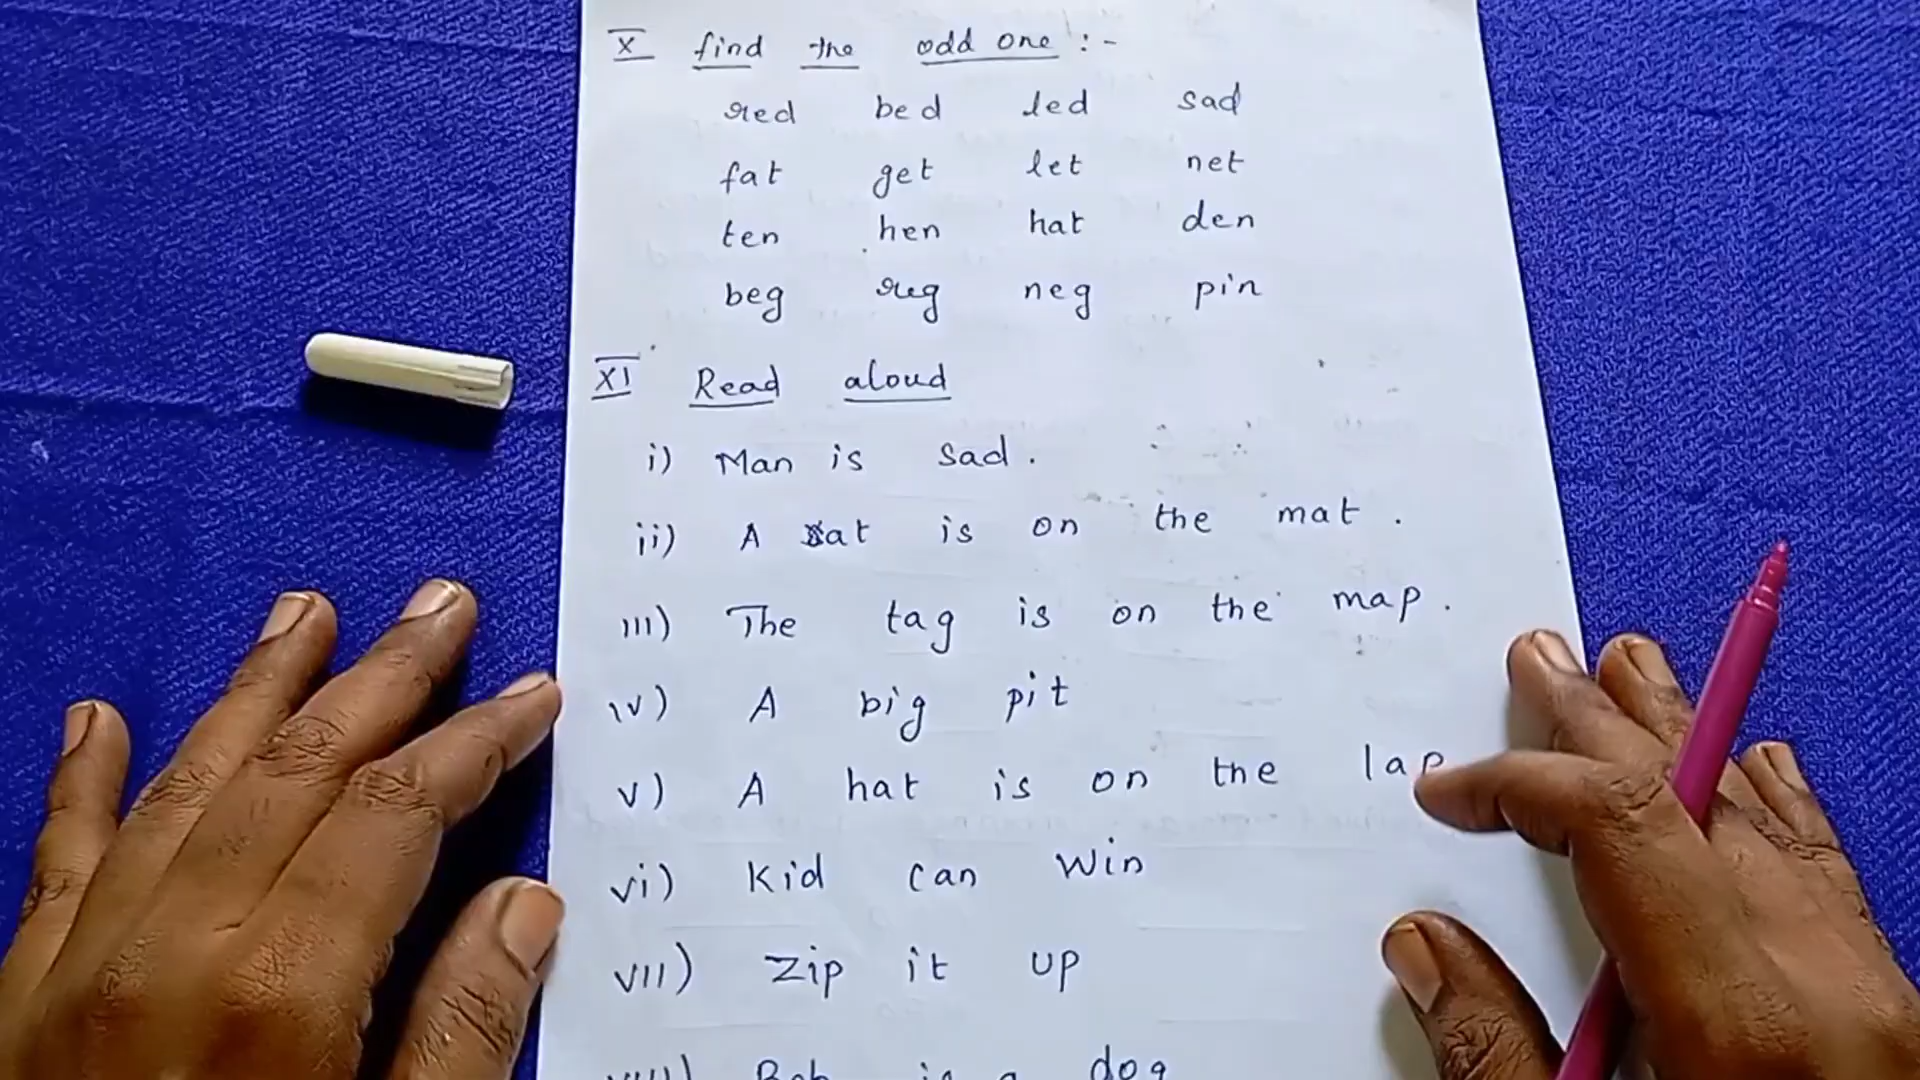 X find the odd one :-
red bed led sad
fat get let net
ten hen hat den
beg reg neg pin
XI Read aloud
i) Man is sad.
ii) A is on the mat.
iii) The tag is on the map.
iv) A big pit
v) A hat is on the lap
vi) Kid can Win
vii) Zip it up
is a dog